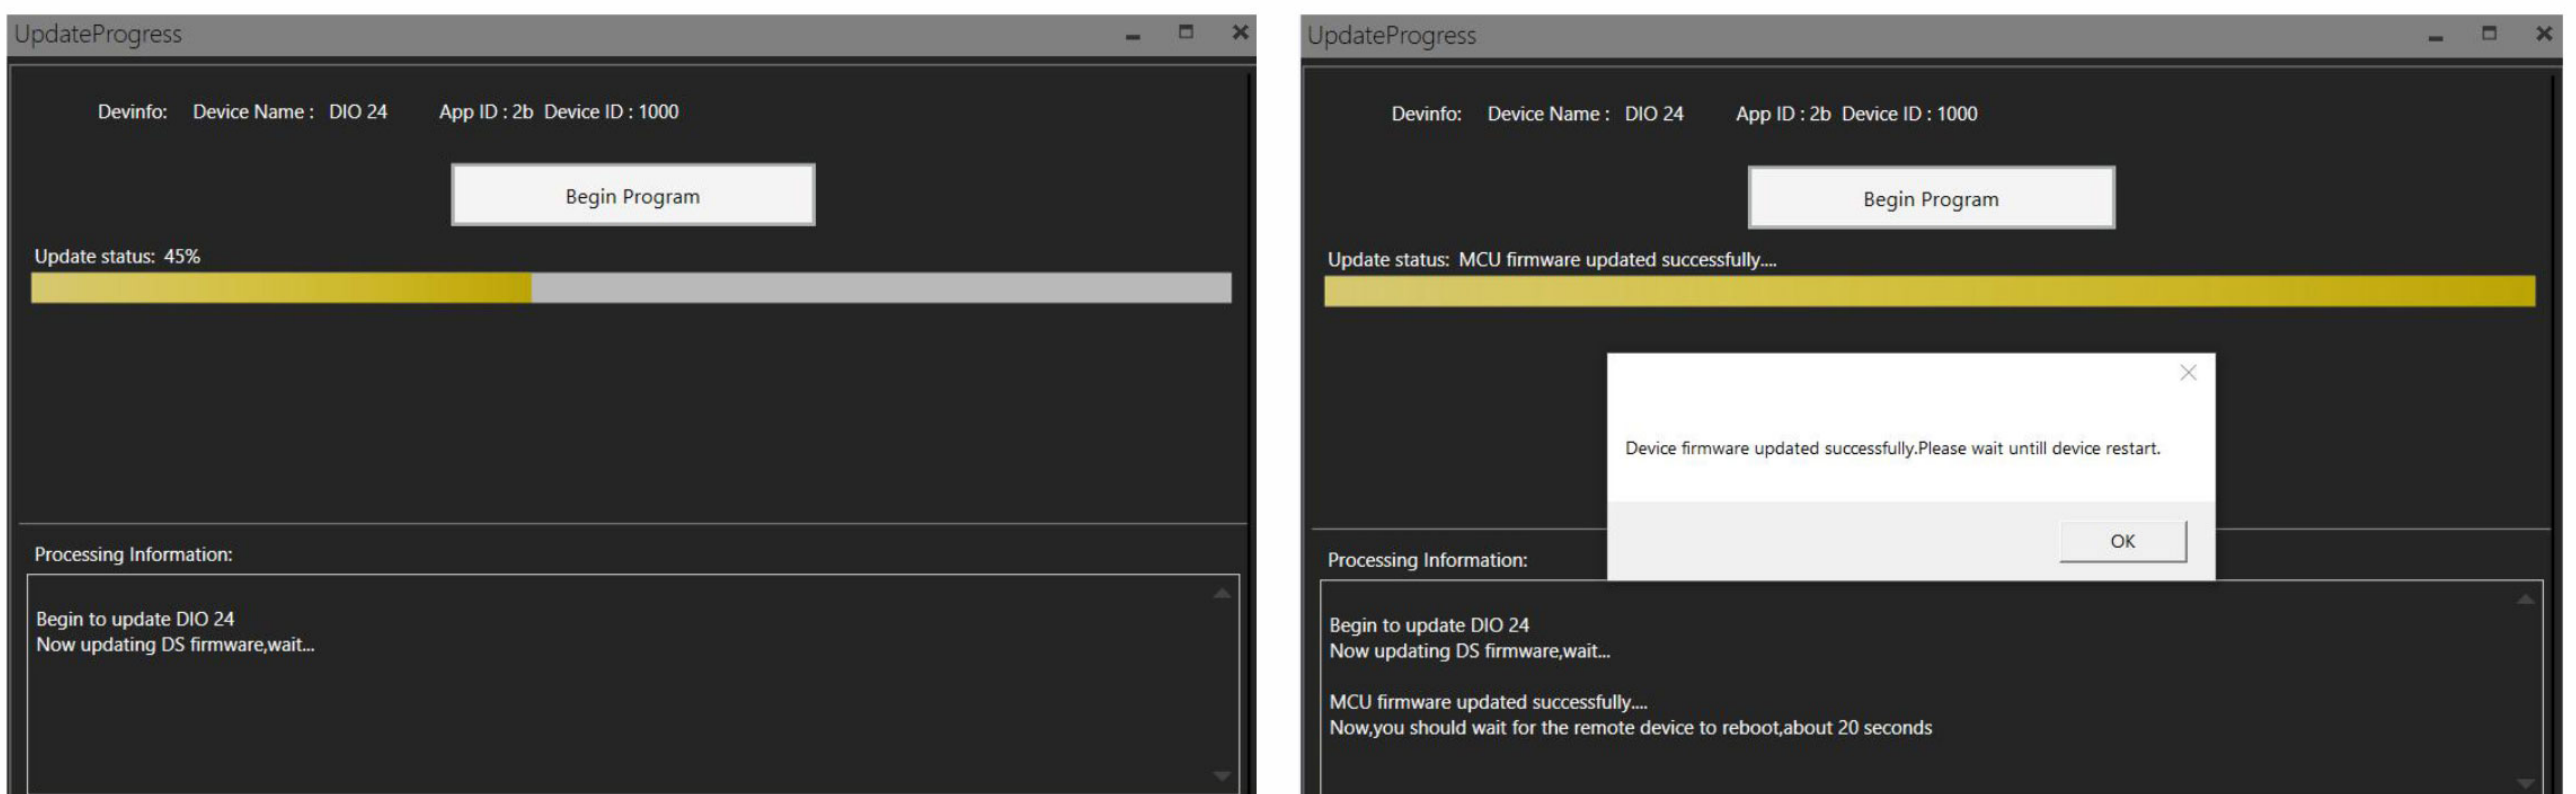 UpdateProgress
Devinfo: Device Name : DIO 24 App ID : 2b Device ID : 1000
Begin Program
Update status: 45%
Processing Information:
Begin to update DIO 24
Now updating DS firmware,wait...
UpdateProgress
Devinfo: Device Name : DIO 24 App ID : 2b Device ID : 1000
Begin Program
Update status: MCU firmware updated successfully....
Device firmware updated successfully.Please wait untill device restart.
OK
Processing Information:
Begin to update DIO 24
Now updating DS firmware,wait...
MCU firmware updated successfully....
Now,you should wait for the remote device to reboot,about 20 seconds